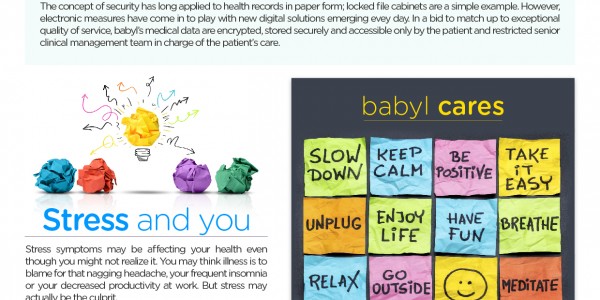 The concept of security has long applied to health records in paper form; locked file cabinets are a simple example. However,
electronic measures have come in to play with new digital solutions emerging evey day. In a bid to match up to exceptional
quality of service, babyl's medical data are encrypted, stored securely and accessible only by the patient and restricted senior
clinical management team in charge of the patient's care.
Stress and you
Stress symptoms may be affecting your health even
though you might not realize it. You may think illness is to
blame for that nagging headache, your frequent insomnia
or your decreased productivity at work. But stress may
actually be the culprit.
babyl cares
SLOW DOWN
KEEP CALM
BE POSITIVE
TAKE IT EASY
UNPLUG
ENJOY LIFE
HAVE FUN
BREATHE
RELAX
GO OUTSIDE
MEDITATE